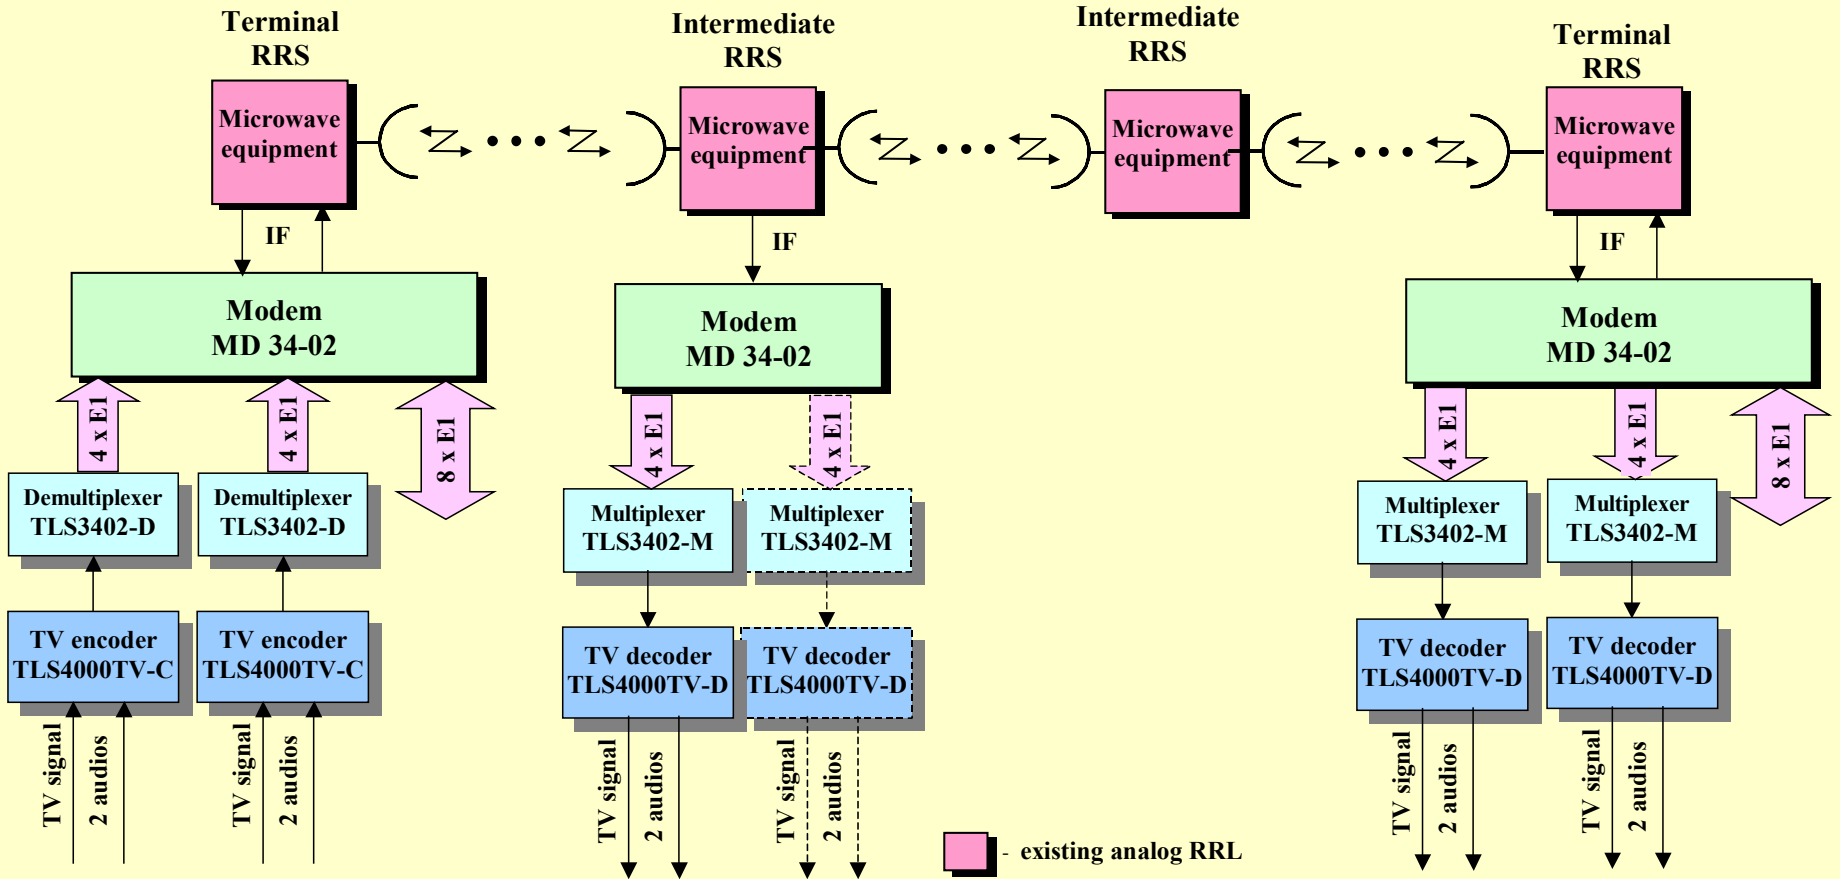 Terminal
RRS
Intermediate
RRS
Intermediate
RRS
Terminal
RRS
Microwave
equipment
Microwave
equipment
Microwave
equipment
Microwave
equipment
IF
IF
IF
Modem
MD 34-02
Modem
MD 34-02
Modem
MD 34-02
4 x E1
4 x E1
8 x E1
4 x E1
4 x E1
4 x E1
4 x E1
8 x E1
Demultiplexer
TLS3402-D
Demultiplexer
TLS3402-D
Multiplexer
TLS3402-M
Multiplexer
TLS3402-M
Multiplexer
TLS3402-M
Multiplexer
TLS3402-M
TV encoder
TLS4000TV-C
TV encoder
TLS4000TV-C
TV decoder
TLS4000TV-D
TV decoder
TLS4000TV-D
TV decoder
TLS4000TV-D
TV decoder
TLS4000TV-D
TV signal
2 audios
TV signal
2 audios
TV signal
2 audios
TV signal
2 audios
TV signal
2 audios
TV signal
2 audios
- existing analog RRL